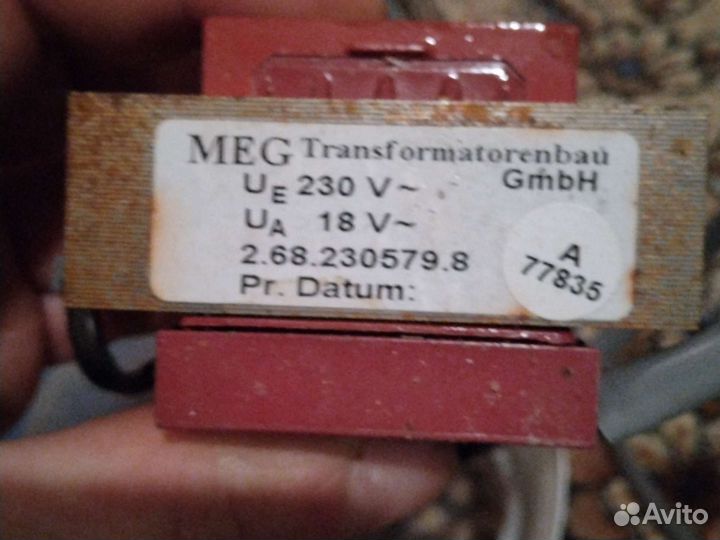 MEG Transformatorenbau
GmbH
UE 230 V~
UA 18 V~
2.68.230579.8
Pr. Datum:
A
77835
Avito